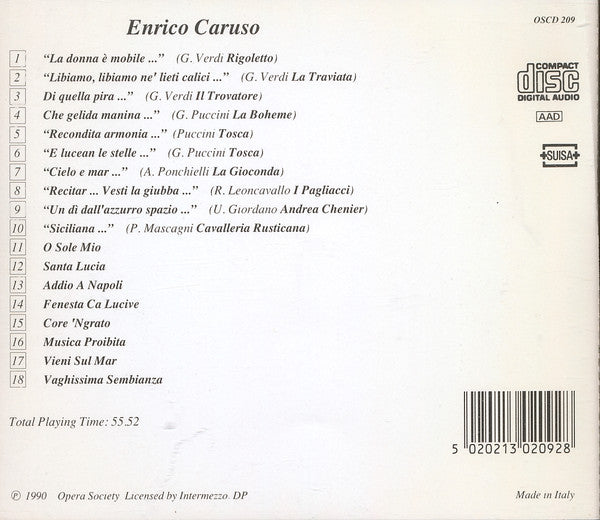 Enrico Caruso
OSCD 209
1 "La donna è mobile ..." (G. Verdi Rigoletto)
2 "Libiamo, libiamo ne' lieti calici ..." (G. Verdi La Traviata)
3 Di quella pira ..." (G. Verdi Il Trovatore)
4 Che gelida manina ..." (G. Puccini La Boheme)
5 "Recondita armonia ..." (Puccini Tosca)
6 "E lucean le stelle ..." (G. Puccini Tosca)
7 "Cielo e mar ..." (A. Ponchielli La Gioconda)
8 "Recitar ... Vesti la giubba ..." (R. Leoncavallo I Pagliacci)
9 "Un dì dall'azzurro spazio ..." (U. Giordano Andrea Chenier)
10 "Siciliana ..." (P. Mascagni Cavalleria Rusticana)
11 O Sole Mio
12 Santa Lucia
13 Addio A Napoli
14 Fenesta Ca Lucive
15 Core 'Ngrato
16 Musica Proibita
17 Vieni Sul Mar
18 Vaghissima Sembianza
COMPACT
disc
DIGITAL AUDIO
AAD
SUISA
Total Playing Time: 55.52
5 020213 020928
℗ 1990 Opera Society Licensed by Intermezzo. DP
Made in Italy